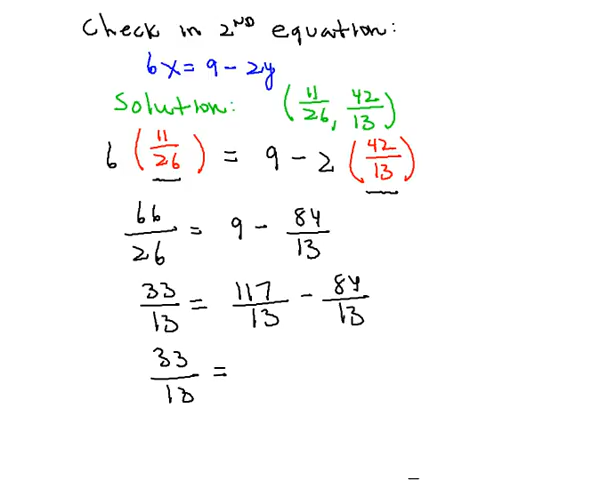 Check in 2ND equation:
6x = 9 - 2y
Solution: (11/26, 42/13)
6 (11/26) = 9 - 2 (42/13)
66/26 = 9 - 84/13
33/13 = 117/13 - 84/13
33/13 =